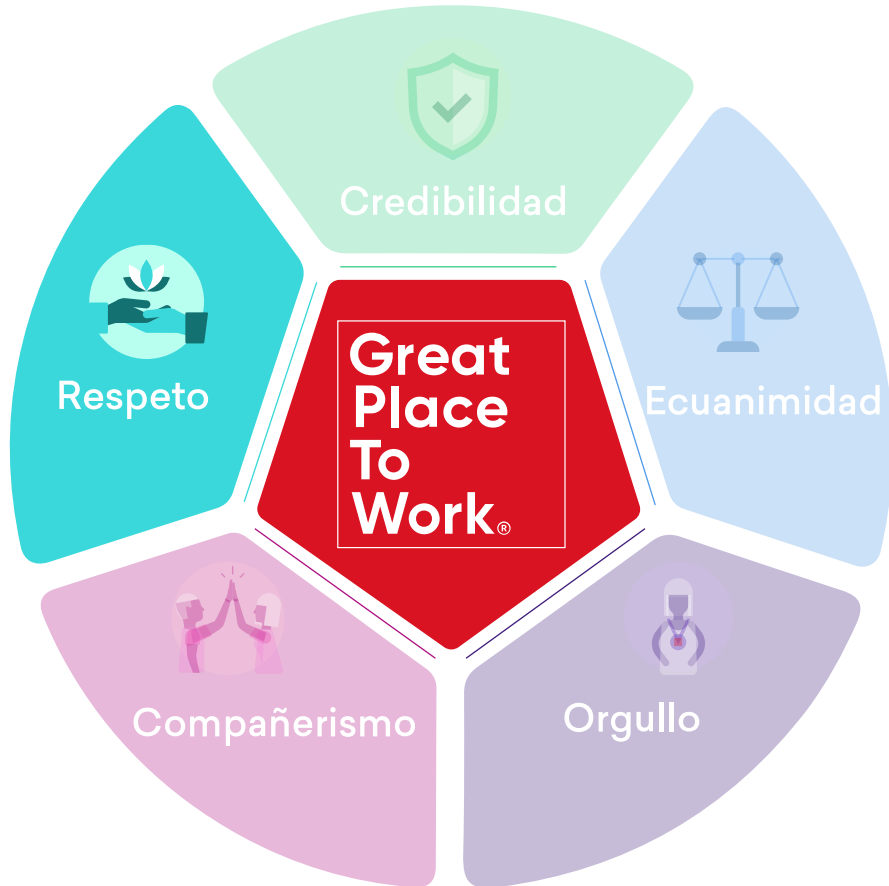 Credibilidad
Respeto
Ecuanimidad
Great
Place
To
Work®
Compañerismo
Orgullo